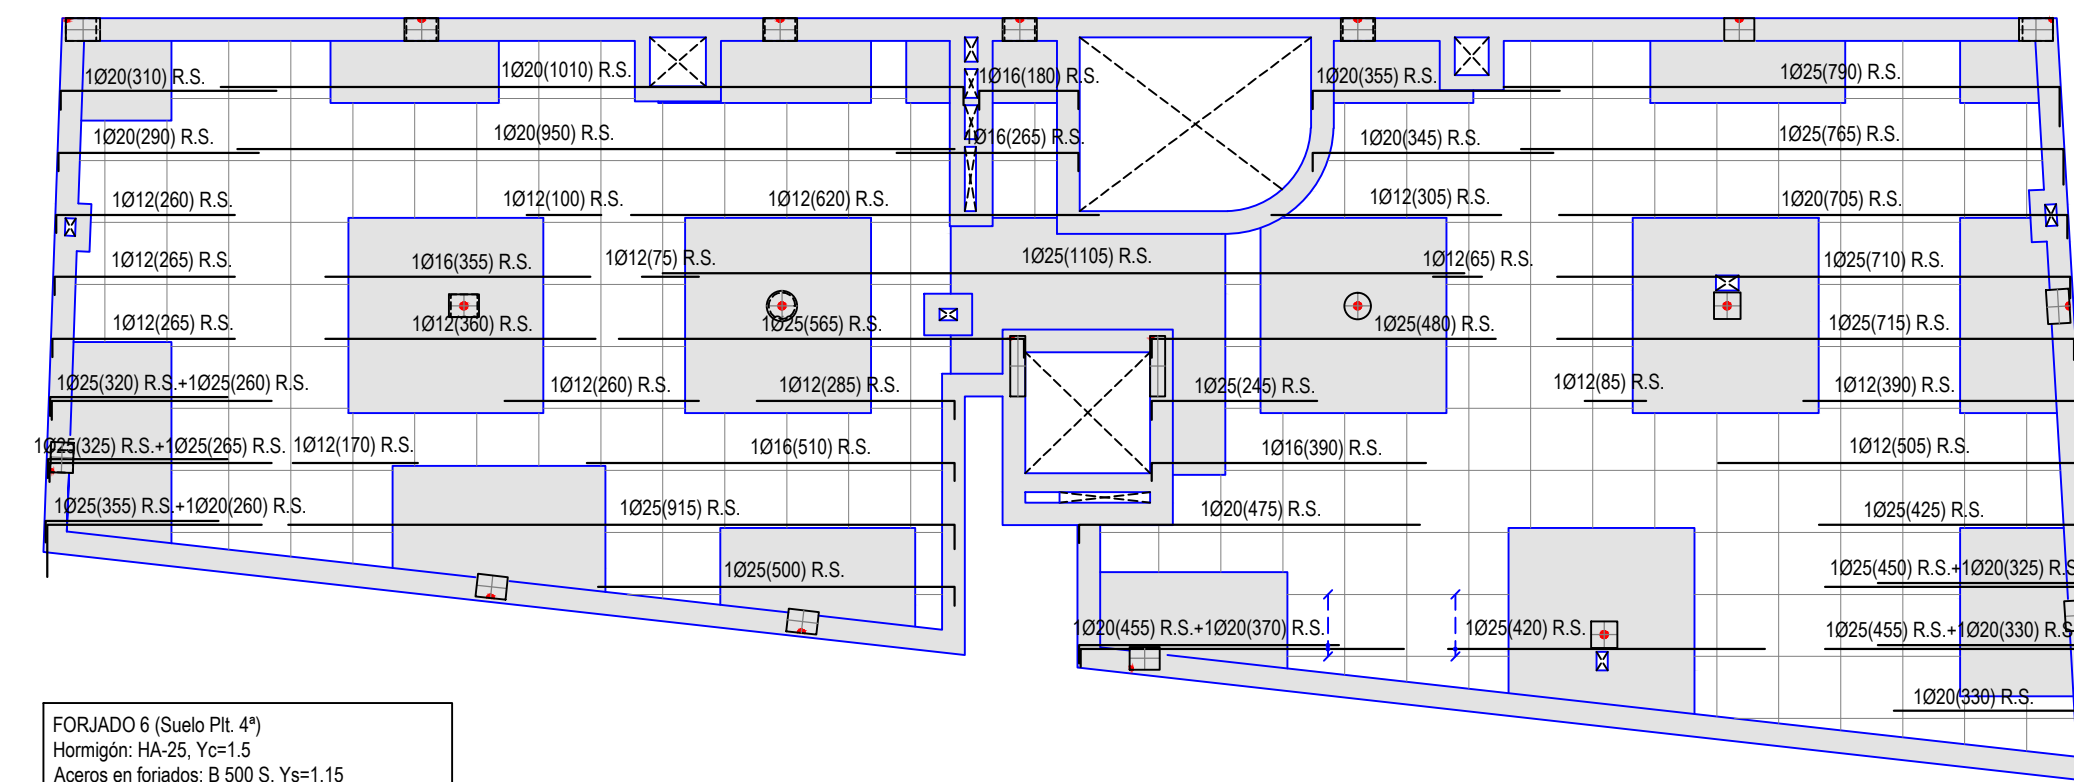 1Ø20(310) R.S.
1Ø20(1010) R.S.
1Ø16(180) R.S.
1Ø20(355) R.S.
1Ø25(790) R.S.
1Ø20(290) R.S.
1Ø20(950) R.S.
1Ø16(265) R.S.
1Ø20(345) R.S.
1Ø25(765) R.S.
1Ø12(260) R.S.
1Ø12(100) R.S.
1Ø12(620) R.S.
1Ø12(305) R.S.
1Ø20(705) R.S.
1Ø12(265) R.S.
1Ø16(355) R.S.
1Ø12(75) R.S.
1Ø25(1105) R.S.
1Ø12(65) R.S.
1Ø25(710) R.S.
1Ø12(265) R.S.
1Ø12(360) R.S.
1Ø25(565) R.S.
1Ø25(480) R.S.
1Ø25(715) R.S.
1Ø25(320) R.S.+1Ø25(260) R.S.
1Ø12(260) R.S.
1Ø12(285) R.S.
1Ø25(245) R.S.
1Ø12(85) R.S.
1Ø12(390) R.S.
1Ø25(325) R.S.+1Ø25(265) R.S.
1Ø12(170) R.S.
1Ø16(510) R.S.
1Ø16(390) R.S.
1Ø12(505) R.S.
1Ø25(355) R.S.+1Ø20(260) R.S.
1Ø25(915) R.S.
1Ø20(475) R.S.
1Ø25(425) R.S.
1Ø25(500) R.S.
1Ø25(450) R.S.+1Ø20(325) R.S
1Ø20(455) R.S.+1Ø20(370) R.S.
1Ø25(420) R.S.
1Ø25(455) R.S.+1Ø20(330) R.S
1Ø20(330) R.S.
FORJADO 6 (Suelo Plt. 4ª)
Hormigón: HA-25, Yc=1.5
Aceros en forjados: B 500 S, Ys=1.15